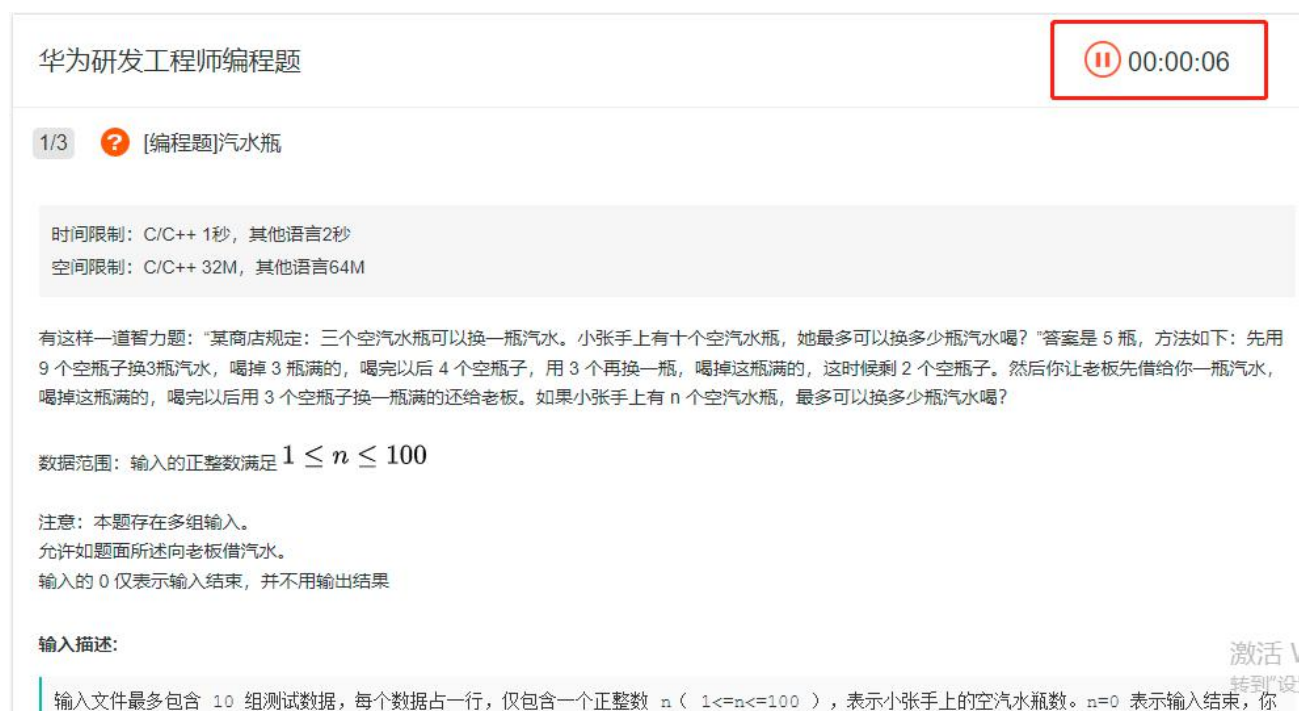 华为研发工程师编程题
00:00:06
1/3 ? [编程题]汽水瓶
时间限制：C/C++ 1秒，其他语言2秒
空间限制：C/C++ 32M，其他语言64M
有这样一道智力题：“某商店规定：三个空汽水瓶可以换一瓶汽水。小张手上有十个空汽水瓶，她最多可以换多少瓶汽水喝？”答案是 5 瓶，方法如下：先用
9 个空瓶子换3瓶汽水，喝掉 3 瓶满的，喝完以后 4 个空瓶子，用 3 个再换一瓶，喝掉这瓶满的，这时候剩 2 个空瓶子。然后你让老板先借给你一瓶汽水，
喝掉这瓶满的，喝完以后用 3 个空瓶子换一瓶满的还给老板。如果小张手上有 n 个空汽水瓶，最多可以换多少瓶汽水喝？
数据范围：输入的正整数满足 1 ≤ n ≤ 100
注意：本题存在多组输入。
允许如题面所述向老板借汽水。
输入的 0 仅表示输入结束，并不用输出结果
输入描述:
激活
转到"设
输入文件最多包含 10 组测试数据，每个数据占一行，仅包含一个正整数 n（ 1<=n<=100 ），表示小张手上的空汽水瓶数。n=0 表示输入结束，你